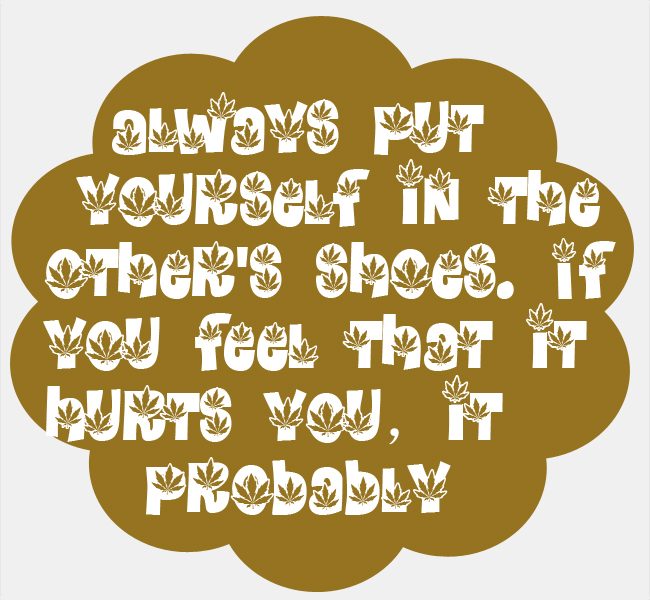 always put
yourself in the
other's shoes. If
you feel that it
hurts you, it
probably